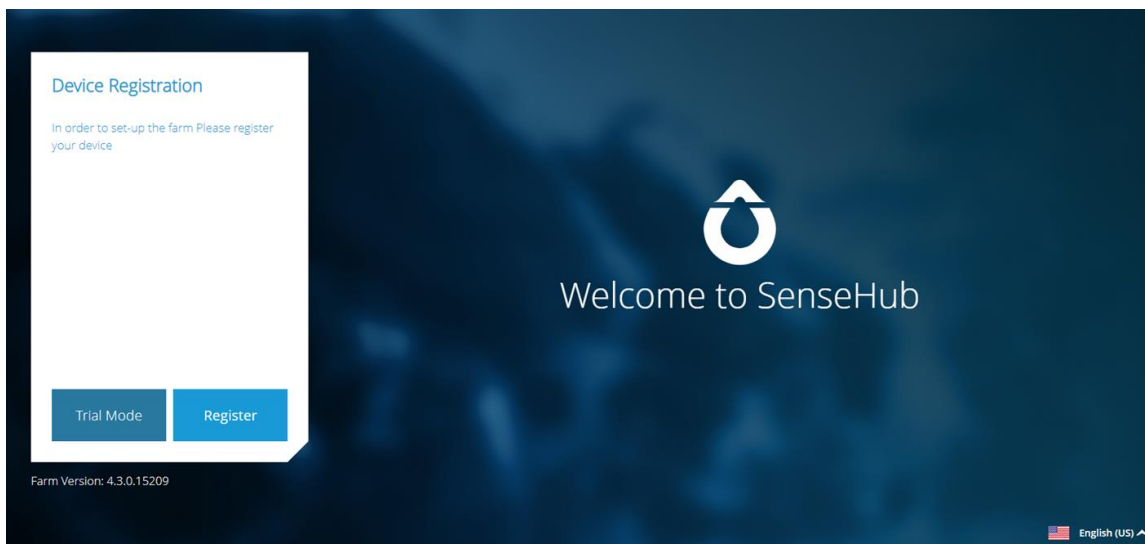 Device Registration
In order to set-up the farm Please register
your device
Trial Mode
Register
Farm Version: 4.3.0.15209
Welcome to SenseHub
English (US)